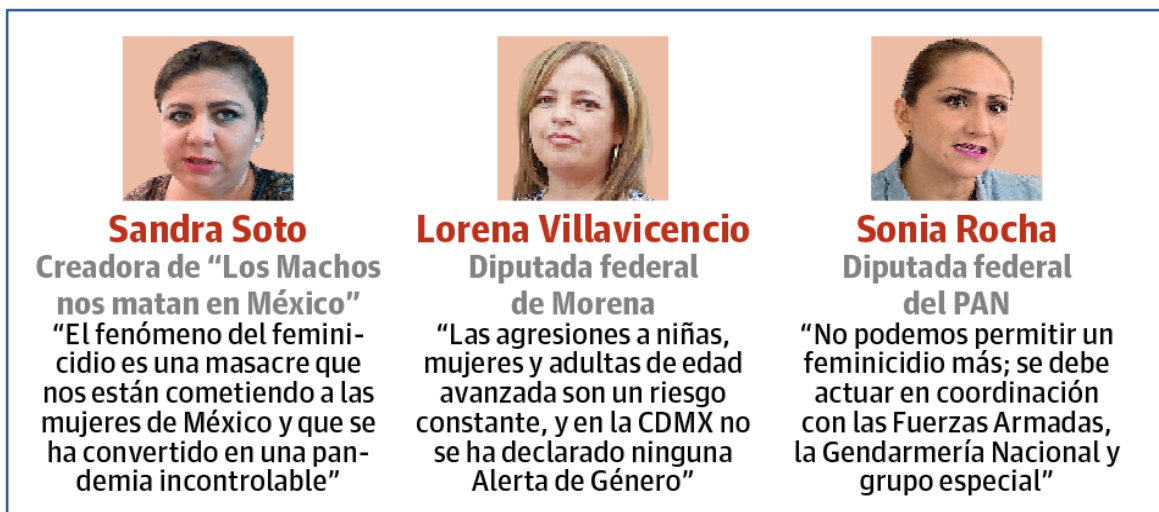 Sandra Soto
Creadora de “Los Machos
nos matan en México”
“El fenómeno del femini-
cidio es una masacre que
nos están cometiendo a las
mujeres de México y que se
ha convertido en una pan-
demia incontrolable”
Lorena Villavicencio
Diputada federal
de Morena
“Las agresiones a niñas,
mujeres y adultas de edad
avanzada son un riesgo
constante, y en la CDMX no
se ha declarado ninguna
Alerta de Género”
Sonia Rocha
Diputada federal
del PAN
“No podemos permitir un
feminicidio más; se debe
actuar en coordinación
con las Fuerzas Armadas,
la Gendarmería Nacional y
grupo especial”